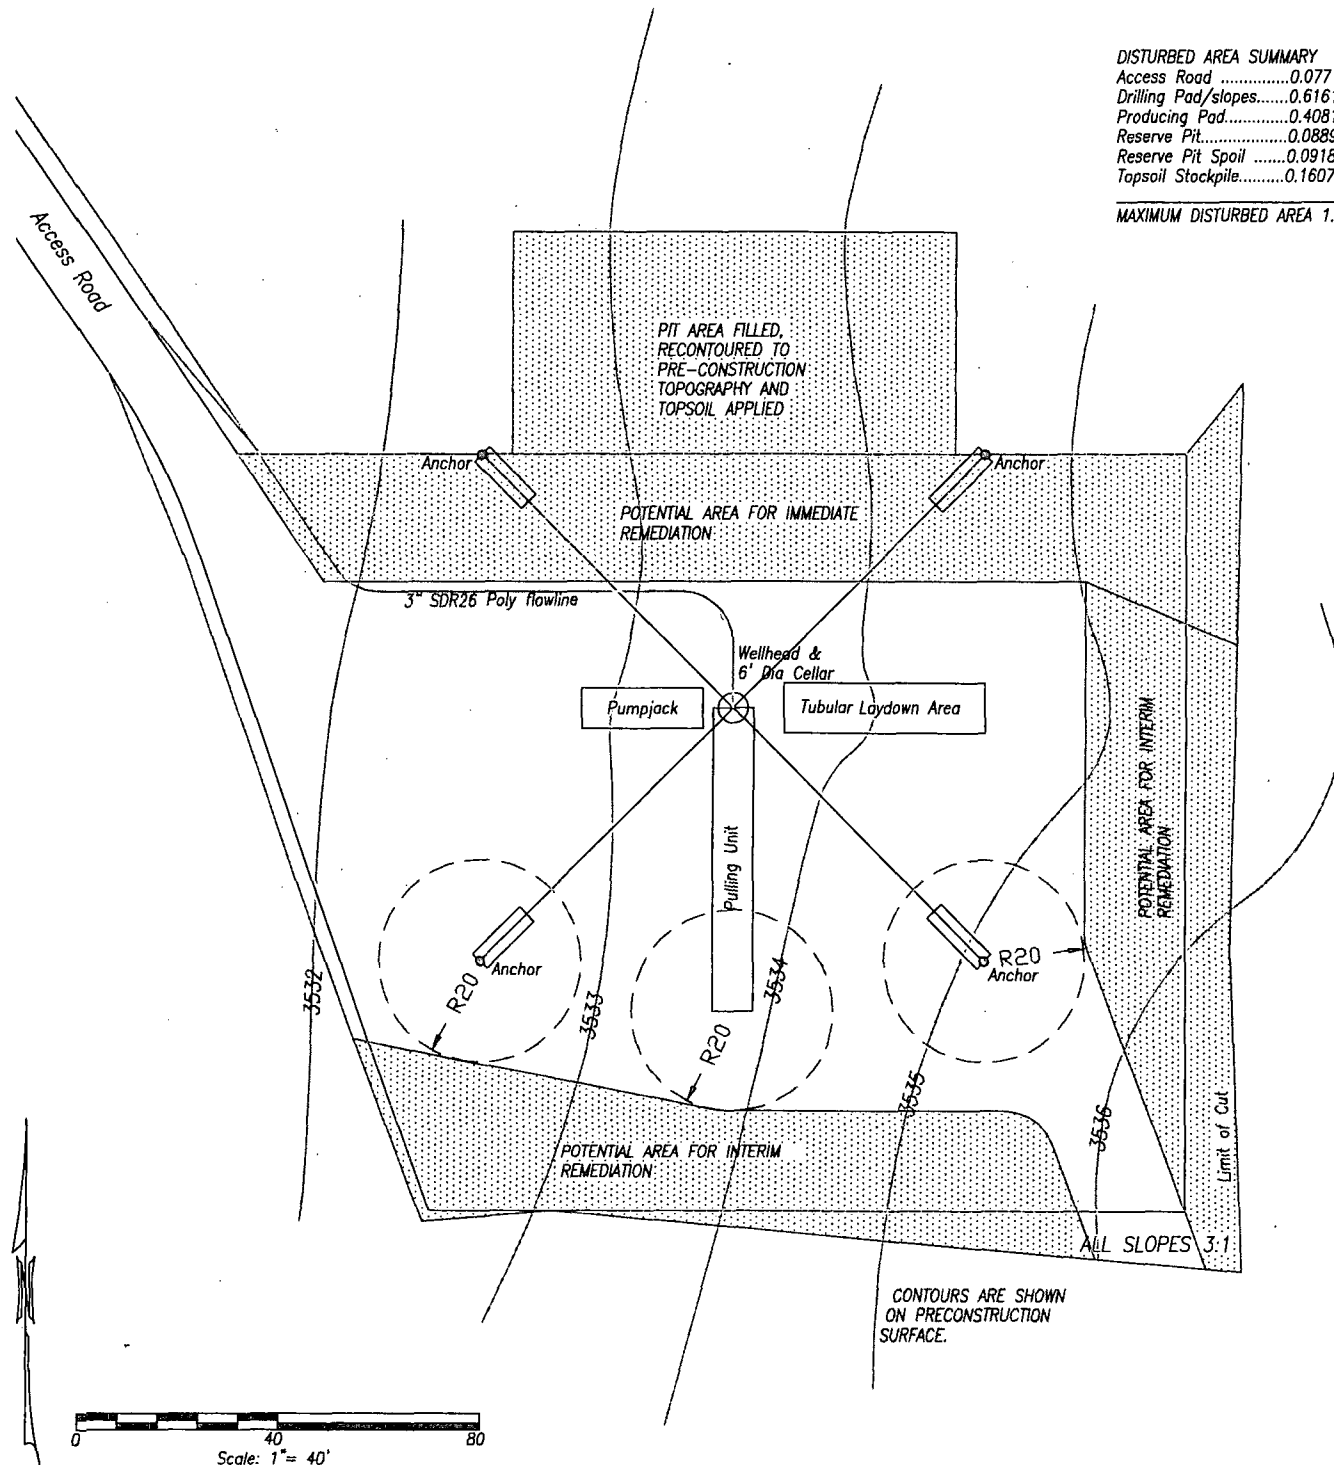 DISTURBED AREA SUMMARY
Access Road ..............0.077
Drilling Pad/slopes.......0.6161
Producing Pad.............0.4081
Reserve Pit..................0.0889
Reserve Pit Spoil .......0.0918
Topsoil Stockpile..........0.1607
MAXIMUM DISTURBED AREA 1.
Access Road
PIT AREA FILLED,
RECONTOURED TO
PRE-CONSTRUCTION
TOPOGRAPHY AND
TOPSOIL APPLIED
Anchor
Anchor
POTENTIAL AREA FOR IMMEDIATE
REMEDIATION
3" SDR26 Poly flowline
Wellhead &
6' Dia Cellar
Pumpjack
Tubular Laydown Area
POTENTIAL AREA FOR INTERIM
REMEDIATION
Pulling Unit
Anchor
R20
Anchor
R20
R20
3532
3533
3534
3535
3536
POTENTIAL AREA FOR INTERIM
REMEDIATION
Limit of Cut
ALL SLOPES 3:1
CONTOURS ARE SHOWN
ON PRECONSTRUCTION
SURFACE.
0 40 80
Scale: 1"= 40'